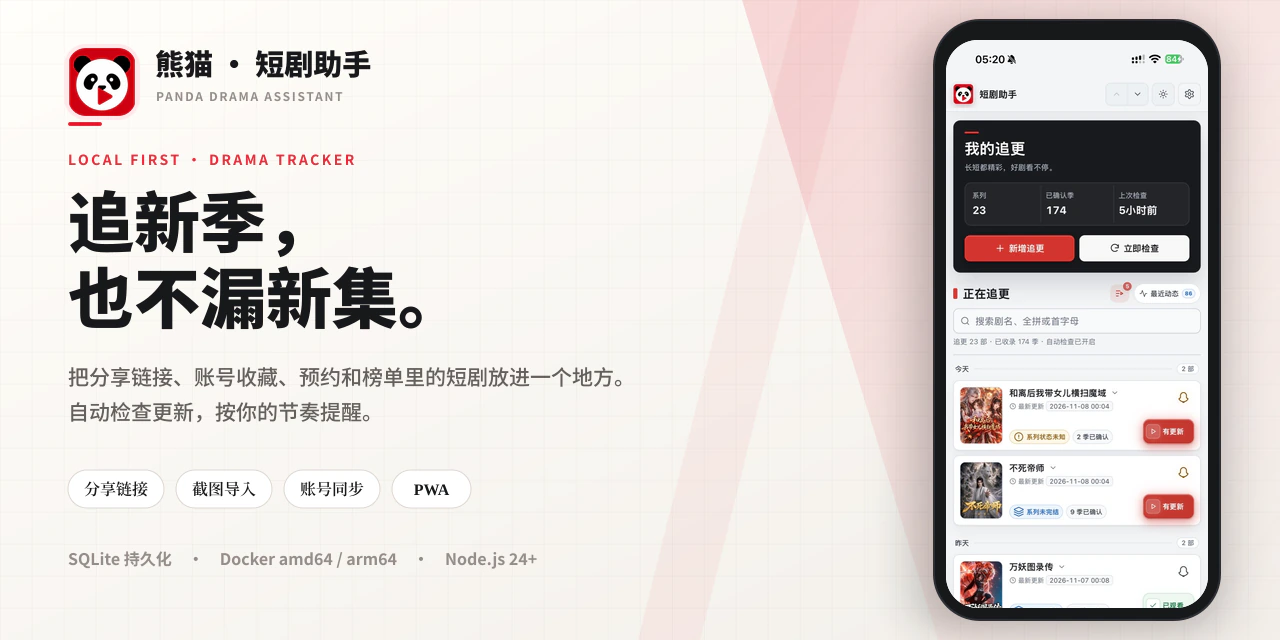 熊猫 · 短剧助手
PANDA DRAMA ASSISTANT
LOCAL FIRST · DRAMA TRACKER
追新季，
也不漏新集。
把分享链接、账号收藏、预约和榜单里的短剧放进一个地方。
自动检查更新，按你的节奏提醒。
分享链接 截图导入 账号同步 PWA
SQLite 持久化 · Docker amd64 / arm64 · Node.js 24+
05:20 84
短剧助手
我的追更
长短都精彩，好剧看不停。
系列 已确认季 上次检查
23 174 5小时前
新增追更 立即检查
正在追更 5 最近动态 66
搜索剧名、全拼或首字母
追更 23 部 · 已收录 174 季 · 自动检查已开启
今天 2 部
和离后我带女儿横扫魔域
最新更新 2026-11-08 00:04
系列状态未知 2 季已确认 有更新
不死帝师
最新更新 2026-11-08 00:04
不死帝师
系列未完结 9 季已确认 有更新
昨天 2 部
万妖图录传
最新更新 2026-11-07 00:08
已观看